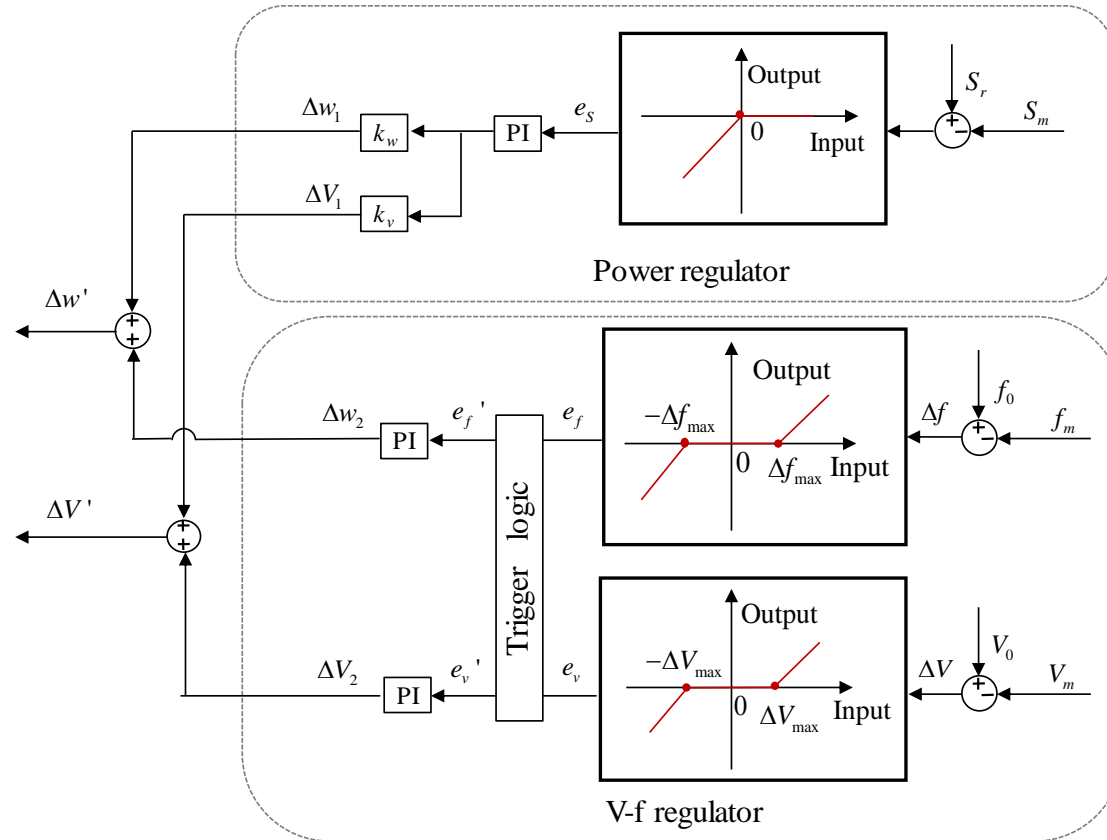 Output
0
Input
S_r
+
−
S_m
e_S
PI
k_w
Δw_1
k_v
ΔV_1
Power regulator
Δw'
+
+
Output
−Δf_max
0
Δf_max
Input
f_0
Δf
+
−
f_m
e_f
Trigger logic
e_f'
PI
Δw_2
ΔV'
+
+
Output
−ΔV_max
0
ΔV_max
Input
V_0
ΔV
+
−
V_m
e_v
e_v'
PI
ΔV_2
V-f regulator